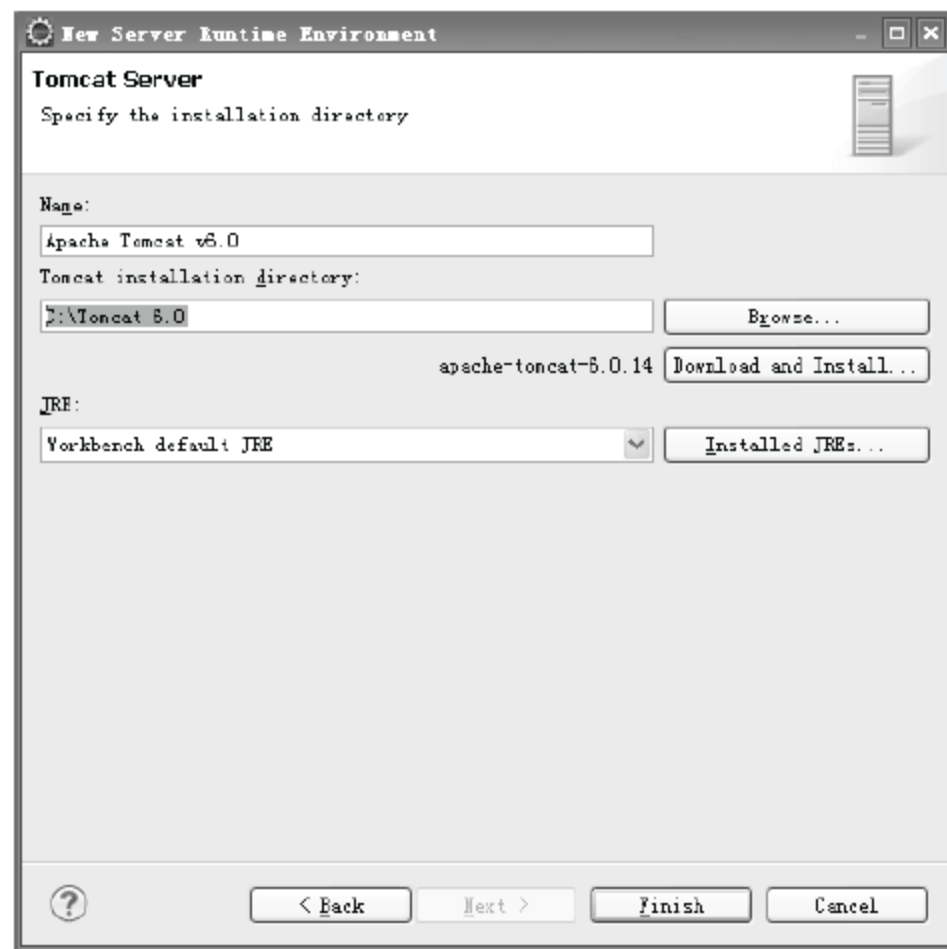 New Server Runtime Environment
Tomcat Server
Specify the installation directory
Name:
Apache Tomcat v6.0
Tomcat installation directory:
C:\Tomcat 6.0
Browse...
apache-tomcat-6.0.14 Download and Install...
JRE:
Workbench default JRE
Installed JREs...
?
< Back Next > Finish Cancel